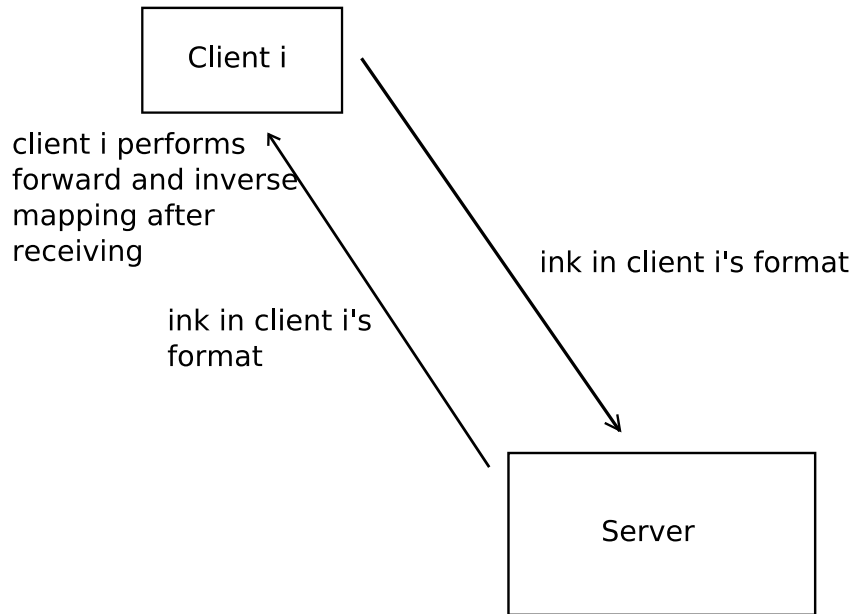 Client i
client i performs
forward and inverse
mapping after
receiving
ink in client i's format
ink in client i's
format
Server